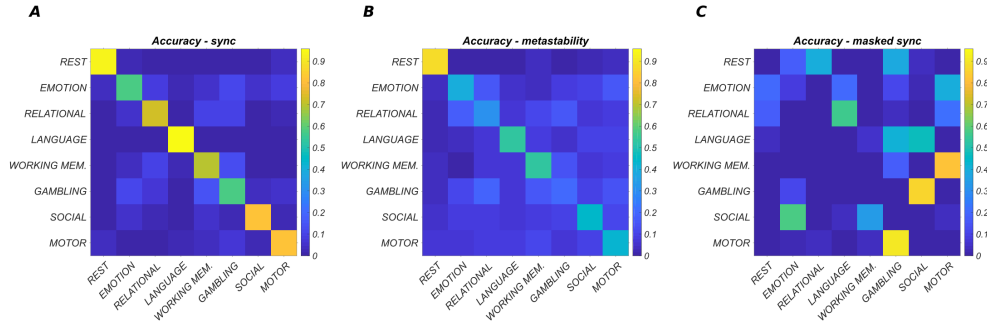 A
B
C
Accuracy - sync
Accuracy - metastability
Accuracy - masked sync
REST
EMOTION
RELATIONAL
LANGUAGE
WORKING MEM.
GAMBLING
SOCIAL
MOTOR
0.9
0.8
0.7
0.6
0.5
0.4
0.3
0.2
0.1
0
REST
EMOTION
RELATIONAL
LANGUAGE
WORKING MEM.
GAMBLING
SOCIAL
MOTOR
REST
EMOTION
RELATIONAL
LANGUAGE
WORKING MEM.
GAMBLING
SOCIAL
MOTOR
0.9
0.8
0.7
0.6
0.5
0.4
0.3
0.2
0.1
0
REST
EMOTION
RELATIONAL
LANGUAGE
WORKING MEM.
GAMBLING
SOCIAL
MOTOR
REST
EMOTION
RELATIONAL
LANGUAGE
WORKING MEM.
GAMBLING
SOCIAL
MOTOR
0.9
0.8
0.7
0.6
0.5
0.4
0.3
0.2
0.1
0
REST
EMOTION
RELATIONAL
LANGUAGE
WORKING MEM.
GAMBLING
SOCIAL
MOTOR